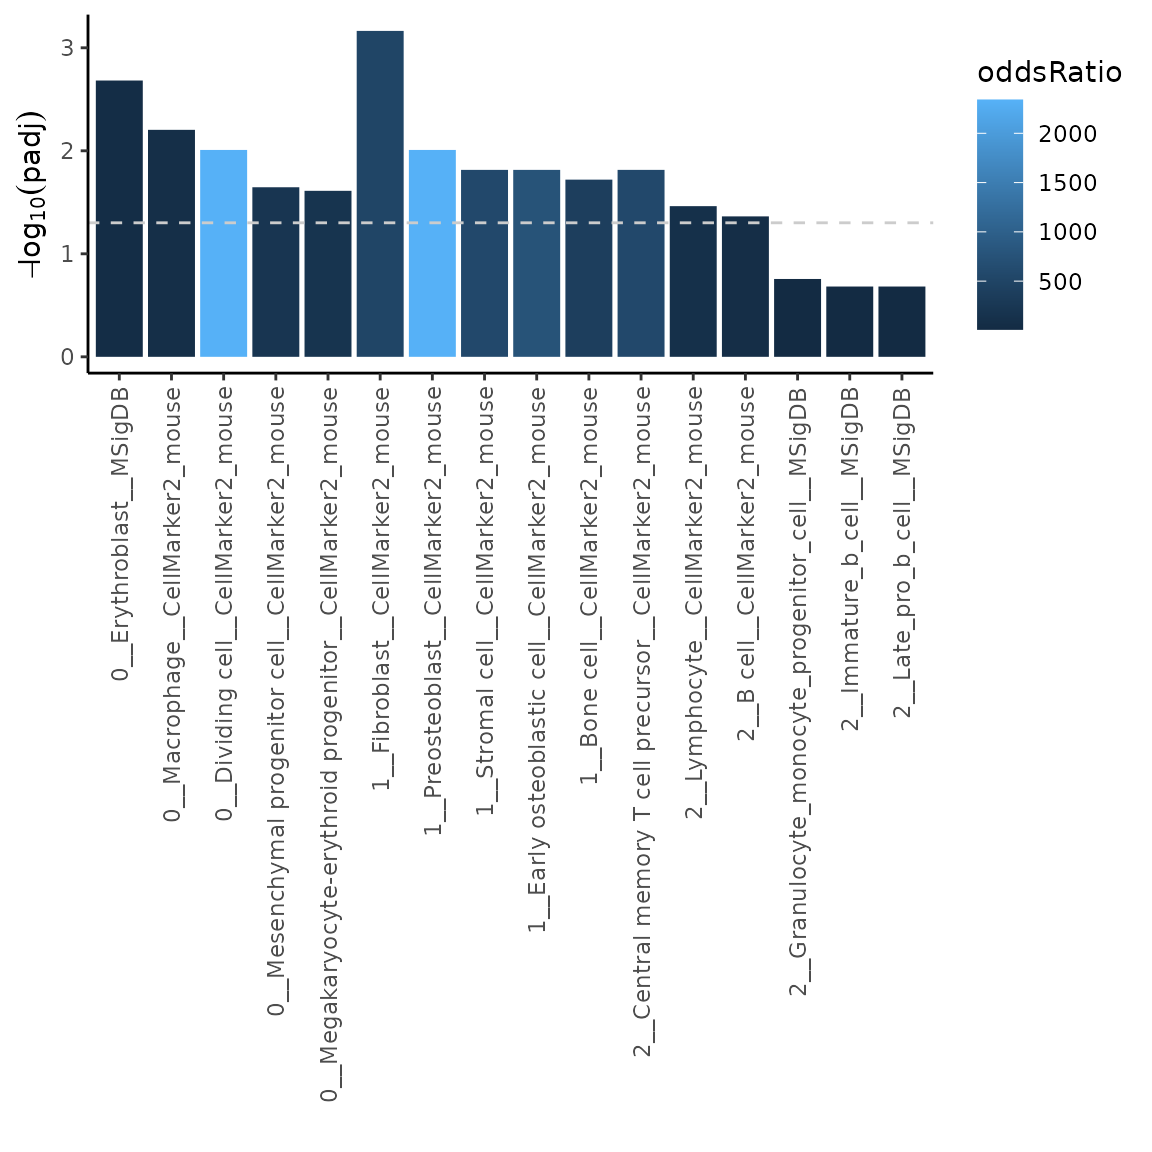 −log10(padj)
3
2
1
0
0__Erythroblast__MSigDB
0__Macrophage__CellMarker2_mouse
0__Dividing cell__CellMarker2_mouse
0__Mesenchymal progenitor cell__CellMarker2_mouse
0__Megakaryocyte-erythroid progenitor__CellMarker2_mouse
1__Fibroblast__CellMarker2_mouse
1__Preosteoblast__CellMarker2_mouse
1__Stromal cell__CellMarker2_mouse
1__Early osteoblastic cell__CellMarker2_mouse
1__Bone cell__CellMarker2_mouse
2__Central memory T cell precursor__CellMarker2_mouse
2__Lymphocyte__CellMarker2_mouse
2__B cell__CellMarker2_mouse
2__Granulocyte_monocyte_progenitor_cell__MSigDB
2__Immature_b_cell__MSigDB
2__Late_pro_b_cell__MSigDB
oddsRatio
2000
1500
1000
500